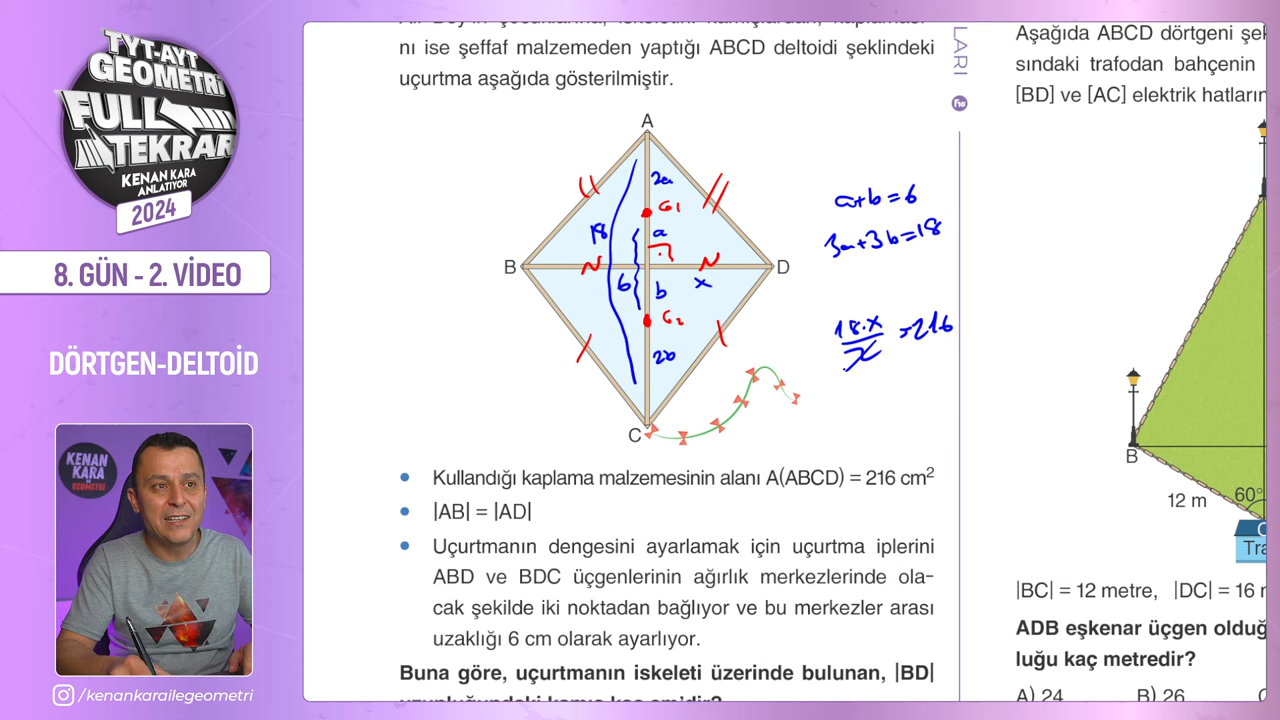 TYT-AYT
GEOMETRİ
FULL
TEKRAR
KENAN KARA
ANLATIYOR
2024
8. GÜN - 2. VİDEO
DÖRTGEN-DELTOİD
KENAN
KARA
GEOMETRİ
/kenankarailegeometri
nı ise şeffaf malzemeden yaptığı ABCD deltoidi şeklindeki
uçurtma aşağıda gösterilmiştir.
A
2a
G1
18
a
B
D
6
b
x
G2
2b
C
a+b=6
3a+3b=18
18.x
2
=216
• Kullandığı kaplama malzemesinin alanı A(ABCD) = 216 cm²
• |AB| = |AD|
• Uçurtmanın dengesini ayarlamak için uçurtma iplerini
ABD ve BDC üçgenlerinin ağırlık merkezlerinde ola-
cak şekilde iki noktadan bağlıyor ve bu merkezler arası
uzaklığı 6 cm olarak ayarlıyor.
Buna göre, uçurtmanın iskeleti üzerinde bulunan, |BD|
LARI
Aşağıda ABCD dörtgeni şek
sındaki trafodan bahçenin
[BD] ve [AC] elektrik hatların
B
12 m
60°
C
Tra
|BC| = 12 metre, |DC| = 16 m
ADB eşkenar üçgen olduğ
luğu kaç metredir?
A) 24 B) 26